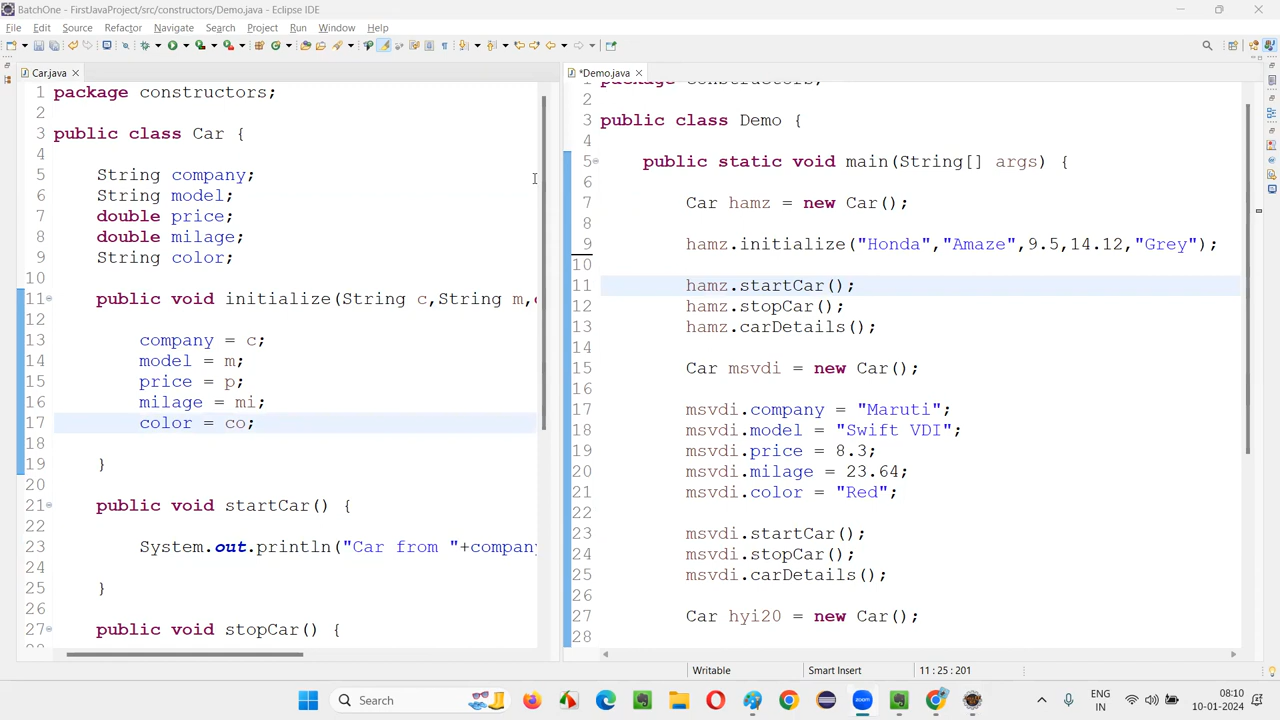 BatchOne - FirstJavaProject/src/constructors/Demo.java - Eclipse IDE
File Edit Source Refactor Navigate Search Project Run Window Help
Car.java
1 package constructors;
2
3 public class Car {
4
5 String company;
6 String model;
7 double price;
8 double milage;
9 String color;
10
11 public void initialize(String c,String m,
12
13 company = c;
14 model = m;
15 price = p;
16 milage = mi;
17 color = co;
18
19 }
20
21 public void startCar() {
22
23 System.out.println("Car from "+company
24
25 }
26
27 public void stopCar() {
*Demo.java
1 package constructors;
2
3 public class Demo {
4
5 public static void main(String[] args) {
6
7 Car hamz = new Car();
8
9 hamz.initialize("Honda","Amaze",9.5,14.12,"Grey");
10
11 hamz.startCar();
12 hamz.stopCar();
13 hamz.carDetails();
14
15 Car msvdi = new Car();
16
17 msvdi.company = "Maruti";
18 msvdi.model = "Swift VDI";
19 msvdi.price = 8.3;
20 msvdi.milage = 23.64;
21 msvdi.color = "Red";
22
23 msvdi.startCar();
24 msvdi.stopCar();
25 msvdi.carDetails();
26
27 Car hyi20 = new Car();
28
Writable Smart Insert 11 : 25 : 201
Search
zoom
ENG
IN
08:10
10-01-2024